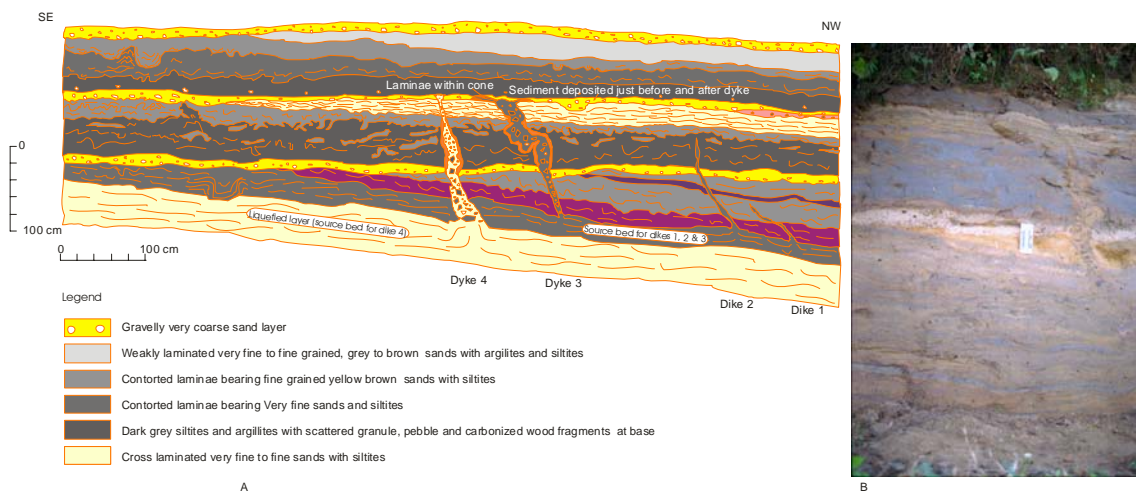 SE
NW
Laminae within cone
Sediment deposited just before and after dyke
0
100 cm
0
100 cm
Liquefied layer (source bed for dike 4)
Source bed for dikes 1, 2 & 3
Dyke 4
Dyke 3
Dike 2
Dike 1
Legend
Gravelly very coarse sand layer
Weakly laminated very fine to fine grained, grey to brown sands with argilites and siltites
Contorted laminae bearing fine grained yellow brown sands with siltites
Contorted laminae bearing Very fine sands and siltites
Dark grey siltites and argillites with scattered granule, pebble and carbonized wood fragments at base
Cross laminated very fine to fine sands with siltites
A
B